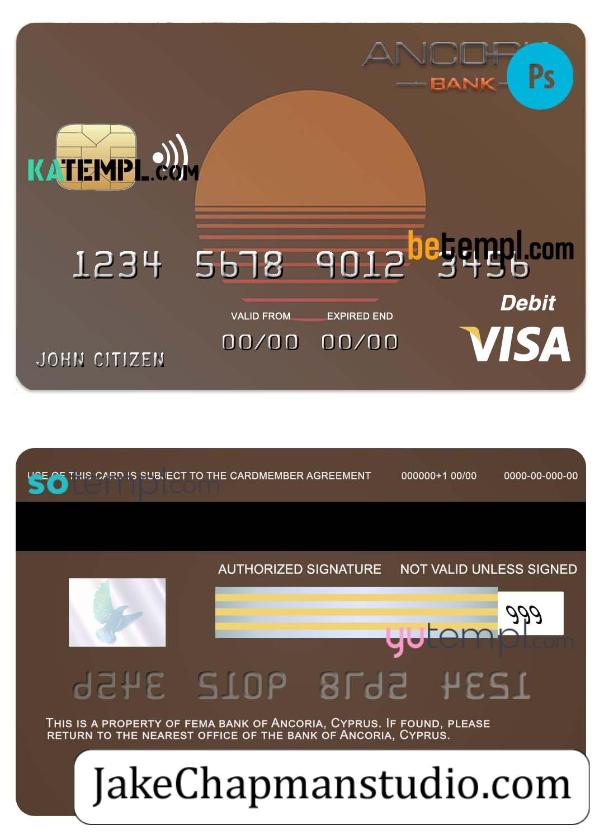 ANCORIA
BANK
Ps
KATEMPL.COM
betempl.com
1234 5678 9012 3456
Debit
VALID FROM EXPIRED END
00/00 00/00
VISA
JOHN CITIZEN
USE OF THIS CARD IS SUBJECT TO THE CARDMEMBER AGREEMENT 000000+1 00/00 0000-00-000-00
sotempl.com
AUTHORIZED SIGNATURE NOT VALID UNLESS SIGNED
999
yutempl.com
1234 5678 9012 3456
THIS IS A PROPERTY OF FEMA BANK OF ANCORIA, CYPRUS. IF FOUND, PLEASE
RETURN TO THE NEAREST OFFICE OF THE BANK OF ANCORIA, CYPRUS.
JakeChapmanstudio.com